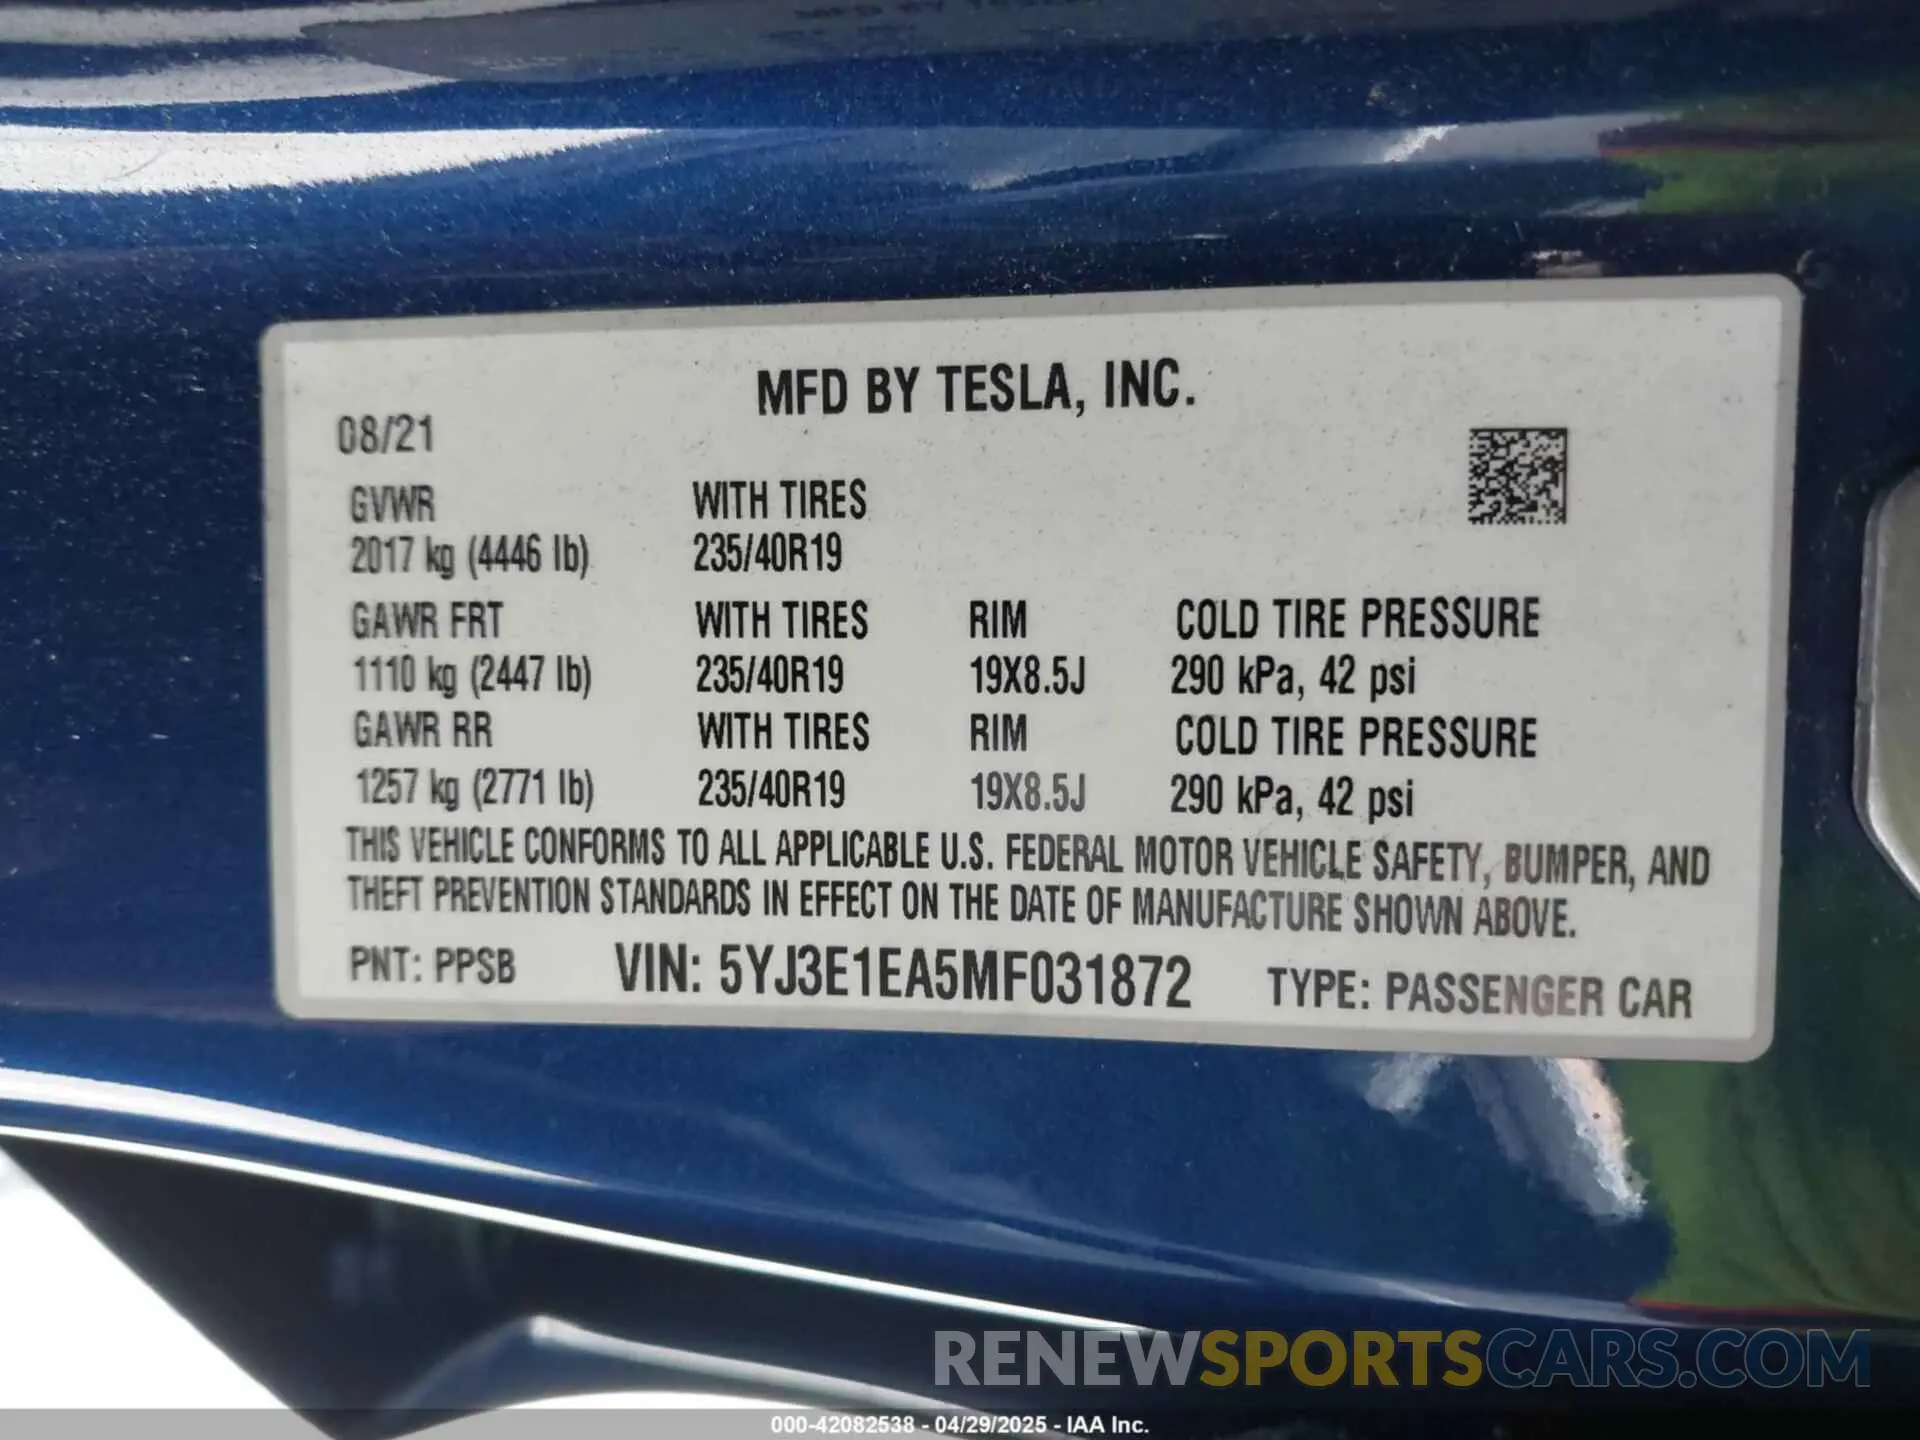 MFD BY TESLA, INC.
08/21
GVWR WITH TIRES
2017 kg (4446 lb) 235/40R19
GAWR FRT WITH TIRES RIM COLD TIRE PRESSURE
1110 kg (2447 lb) 235/40R19 19X8.5J 290 kPa, 42 psi
GAWR RR WITH TIRES RIM COLD TIRE PRESSURE
1257 kg (2771 lb) 235/40R19 19X8.5J 290 kPa, 42 psi
THIS VEHICLE CONFORMS TO ALL APPLICABLE U.S. FEDERAL MOTOR VEHICLE SAFETY, BUMPER, AND
THEFT PREVENTION STANDARDS IN EFFECT ON THE DATE OF MANUFACTURE SHOWN ABOVE.
PNT: PPSB VIN: 5YJ3E1EA5MF031872 TYPE: PASSENGER CAR
RENEWSPORTSCARS.COM
000-42082538 - 04/29/2025 - IAA Inc.